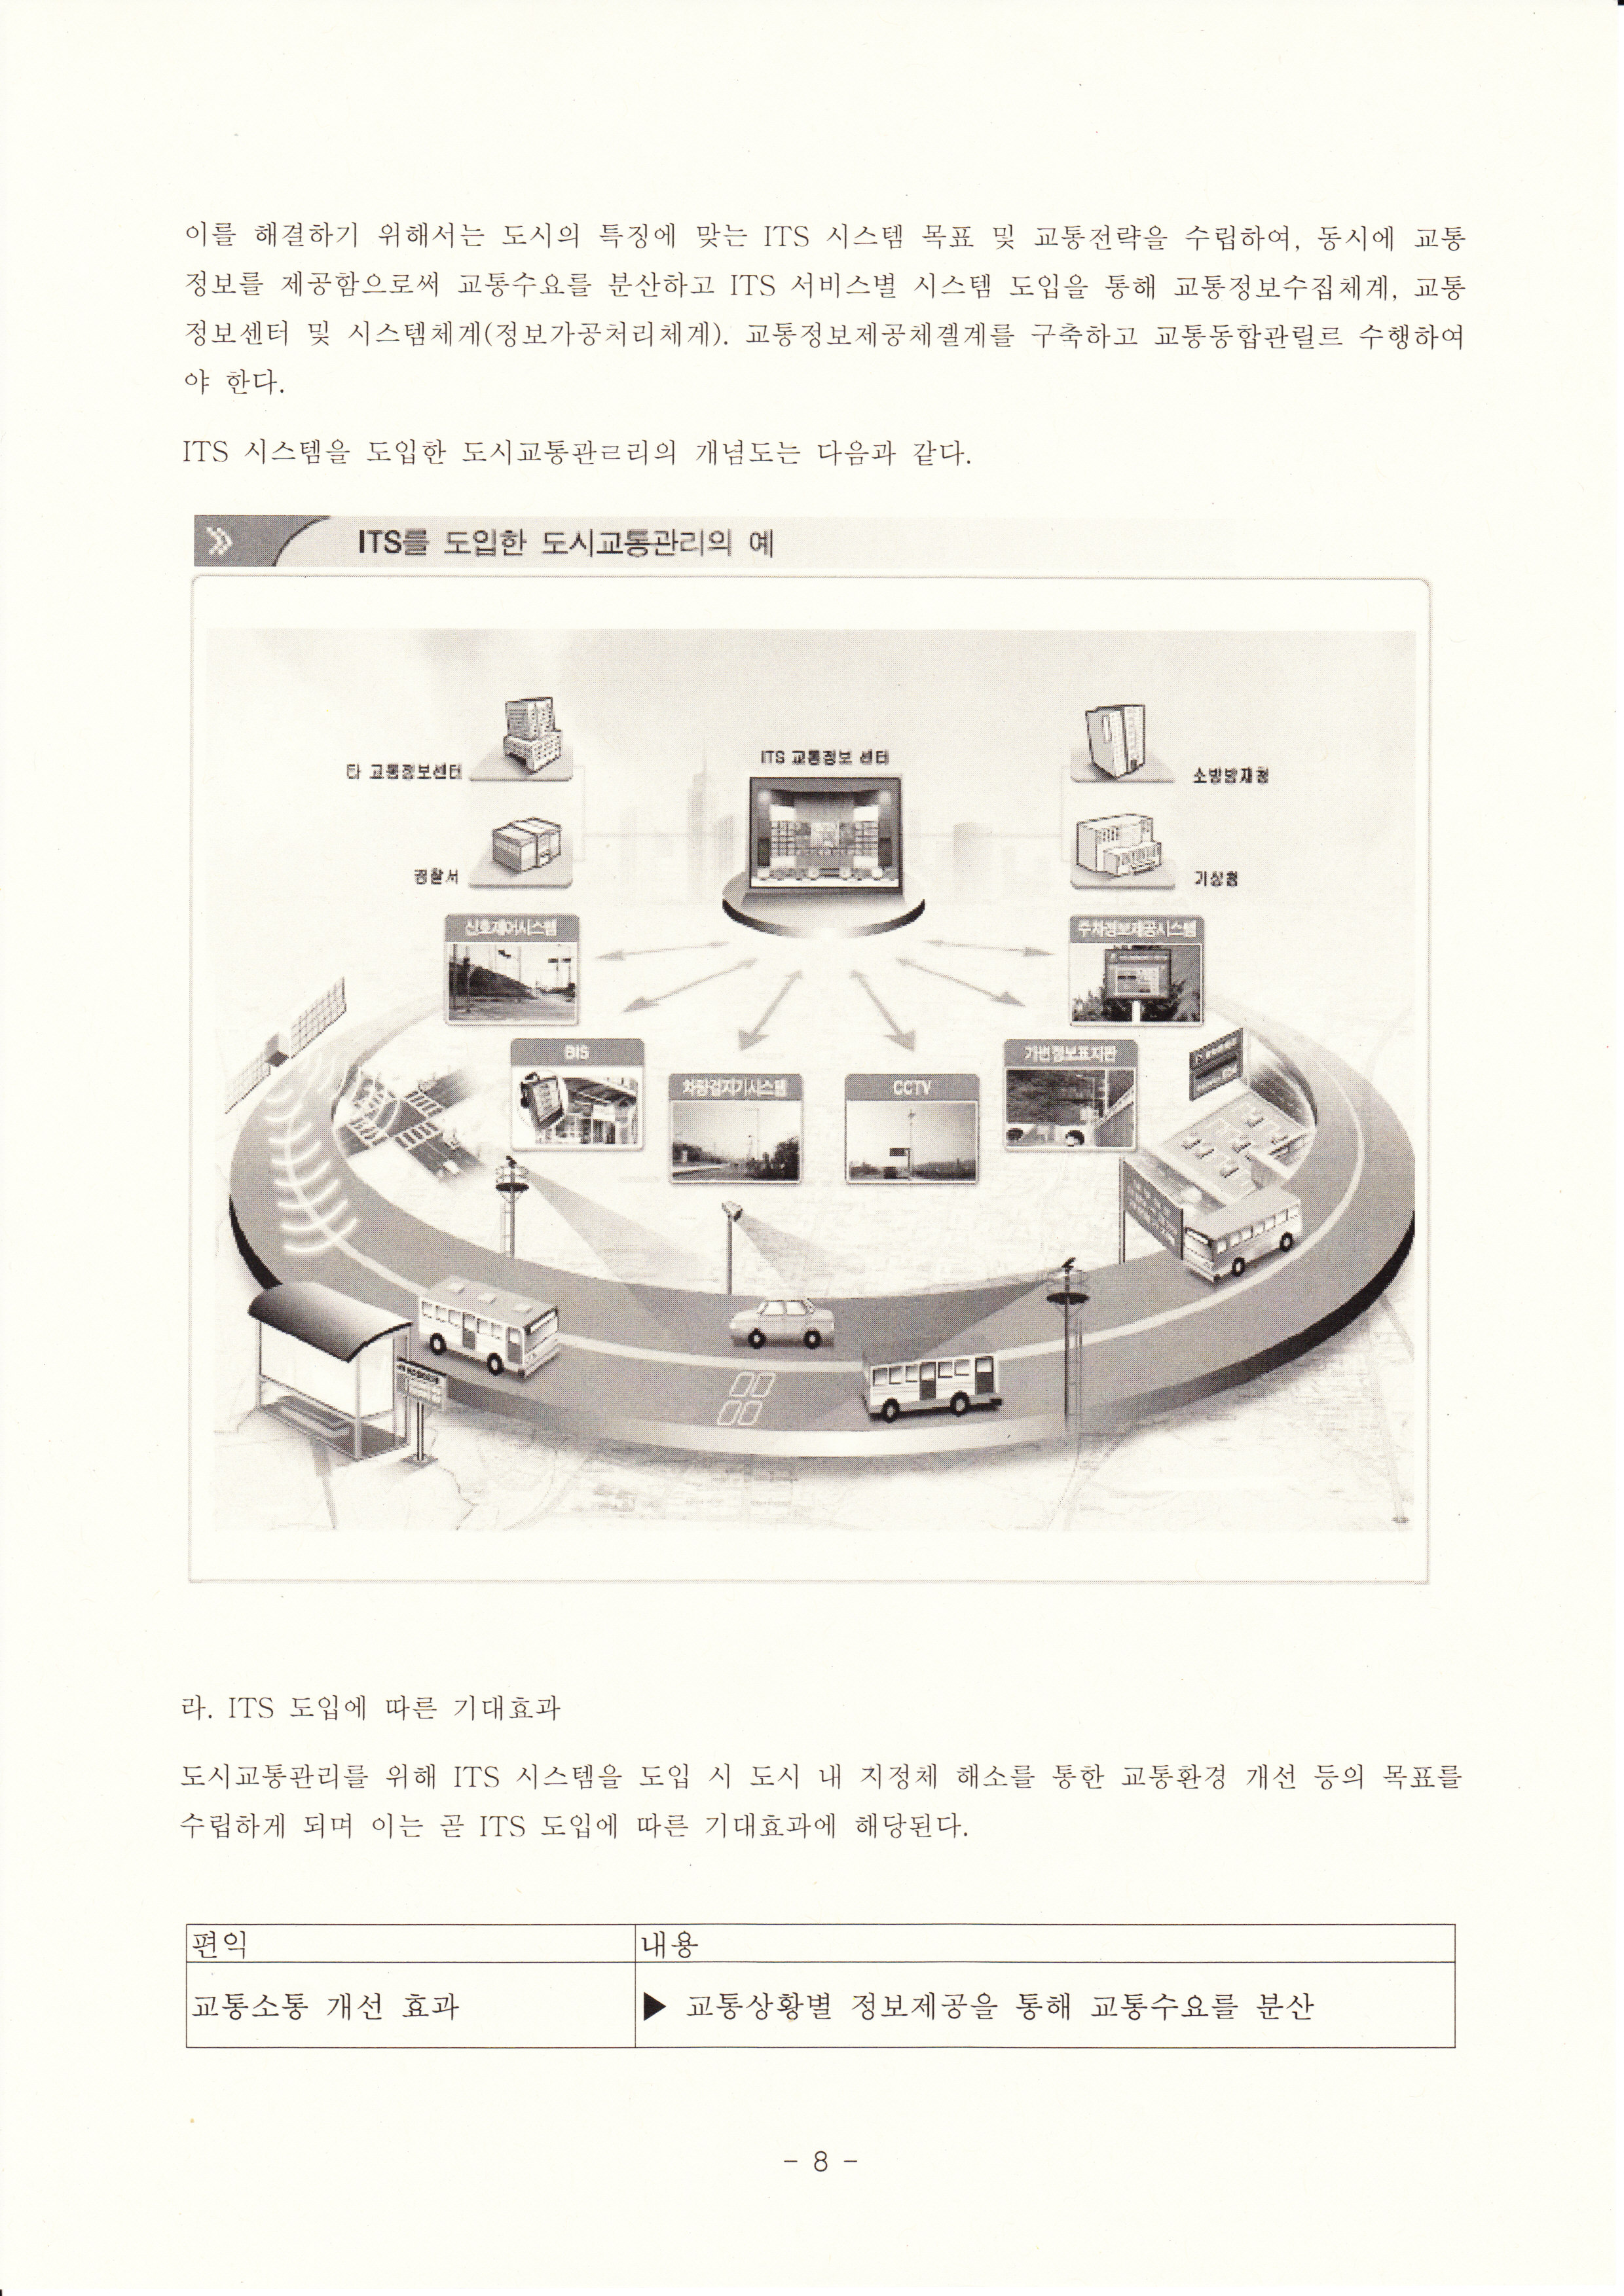 이를 해결하기 위해서는 도시의 특징에 맞는 ITS 시스템 목표 및 교통전략을 수립하여, 동시에 교통
정보를 제공함으로써 교통수요를 분산하고 ITS 서비스별 시스템 도입을 통해 교통정보수집체계, 교통
정보센터 및 시스템체계(정보가공처리체계). 교통정보제공체곌계를 구축하고 교통동합관릴르 수행하여
야 한다.
ITS 시스템을 도입한 도시교통관ㄹ리의 개념도는 다음과 같다.
ITS를 도입한 도시교통관리의 예
타 교통정보센터
ITS 교통정보 센터
소방방재청
경찰서
기상청
신호제어시스템
주차정보제공시스템
BIS
가변정보표지판
차량검지기시스템
CCTV
라. ITS 도입에 따른 기대효과
도시교통관리를 위해 ITS 시스템을 도입 시 도시 내 지정체 해소를 통한 교통환경 개선 등의 목표를
수립하게 되며 이는 곧 ITS 도입에 따른 기대효과에 해당된다.
편익
내용
교통소통 개선 효과
▶ 교통상황별 정보제공을 통해 교통수요를 분산
- 8 -